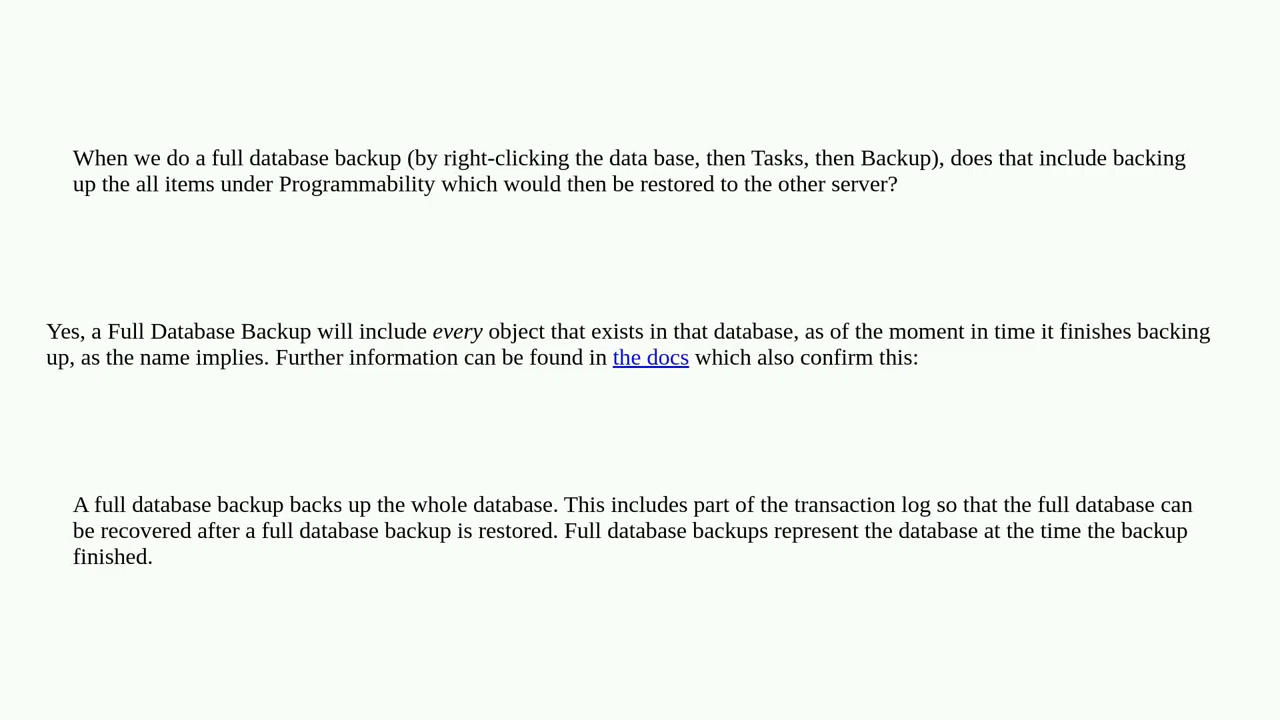 When we do a full database backup (by right-clicking the data base, then Tasks, then Backup), does that include backing
up the all items under Programmability which would then be restored to the other server?
Yes, a Full Database Backup will include every object that exists in that database, as of the moment in time it finishes backing
up, as the name implies. Further information can be found in the docs which also confirm this:
A full database backup backs up the whole database. This includes part of the transaction log so that the full database can
be recovered after a full database backup is restored. Full database backups represent the database at the time the backup
finished.